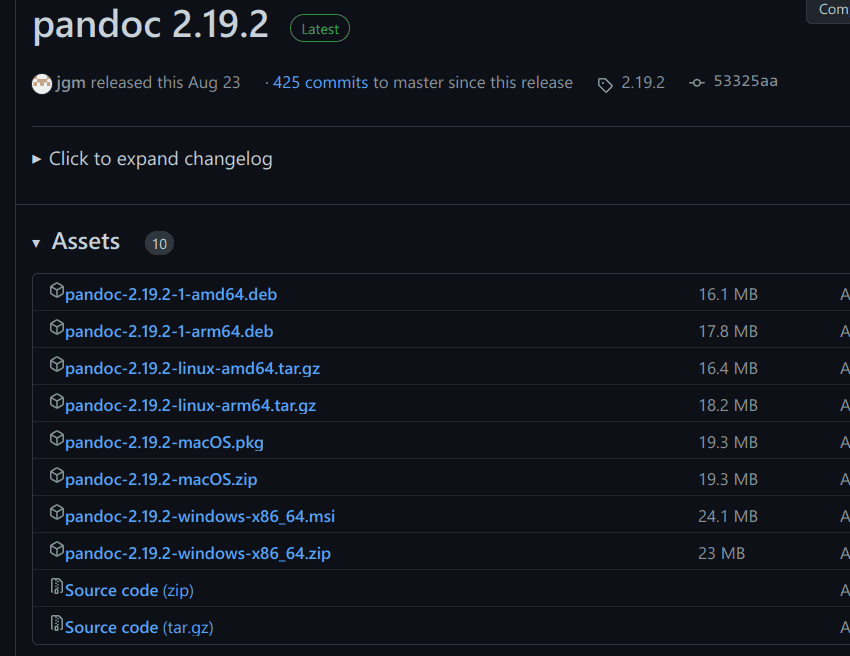 Com
pandoc 2.19.2 Latest
jgm released this Aug 23 · 425 commits to master since this release 2.19.2 53325aa
▸ Click to expand changelog
▾ Assets 10
pandoc-2.19.2-1-amd64.deb 16.1 MB A
pandoc-2.19.2-1-arm64.deb 17.8 MB A
pandoc-2.19.2-linux-amd64.tar.gz 16.4 MB A
pandoc-2.19.2-linux-arm64.tar.gz 18.2 MB A
pandoc-2.19.2-macOS.pkg 19.3 MB A
pandoc-2.19.2-macOS.zip 19.3 MB A
pandoc-2.19.2-windows-x86_64.msi 24.1 MB A
pandoc-2.19.2-windows-x86_64.zip 23 MB A
Source code (zip) A
Source code (tar.gz) A